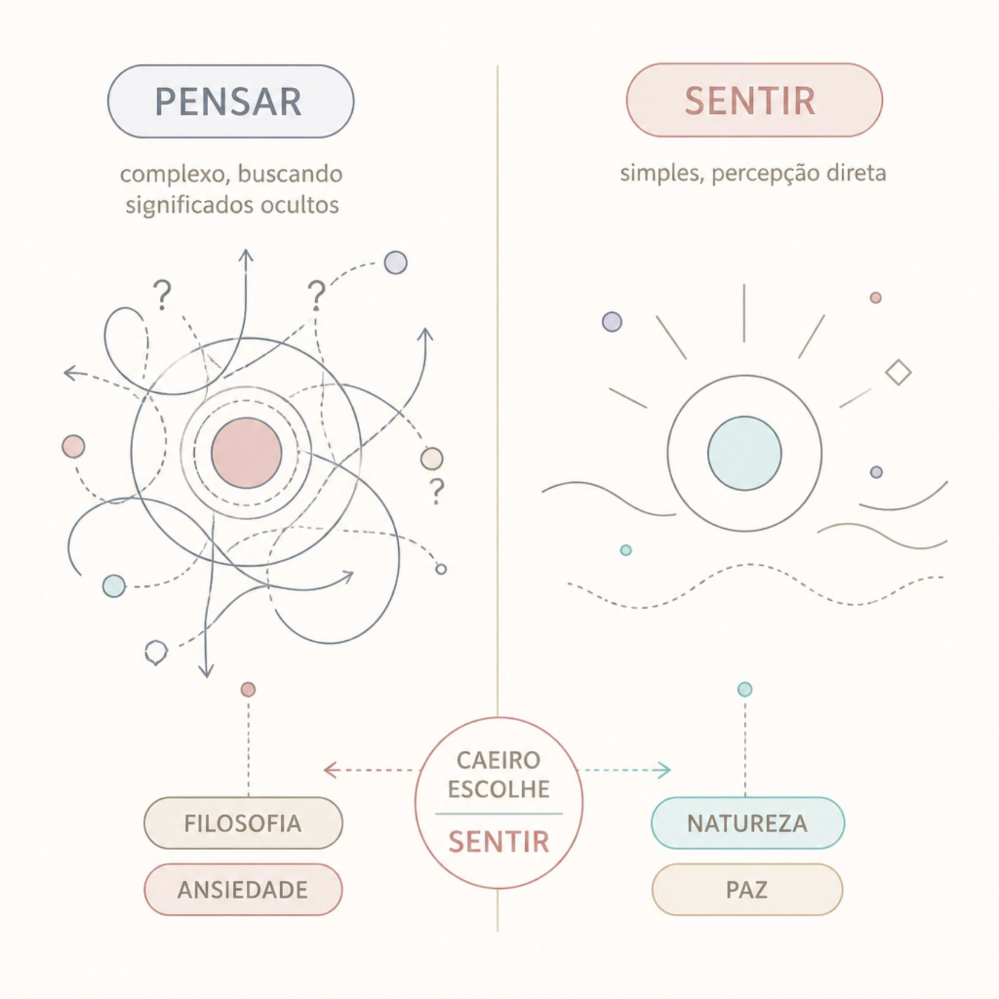 PENSAR
complexo, buscando
significados ocultos
?
?
?
SENTIR
simples, percepção direta
CAEIRO
ESCOLHE
SENTIR
FILOSOFIA
ANSIEDADE
NATUREZA
PAZ